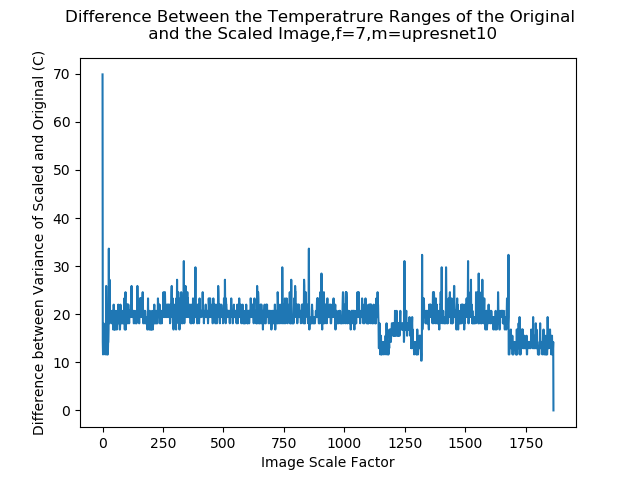 Difference Between the Temperatrure Ranges of the Original
and the Scaled Image,f=7,m=upresnet10
Difference between Variance of Scaled and Original (C)
70
60
50
40
30
20
10
0
0 250 500 750 1000 1250 1500 1750
Image Scale Factor